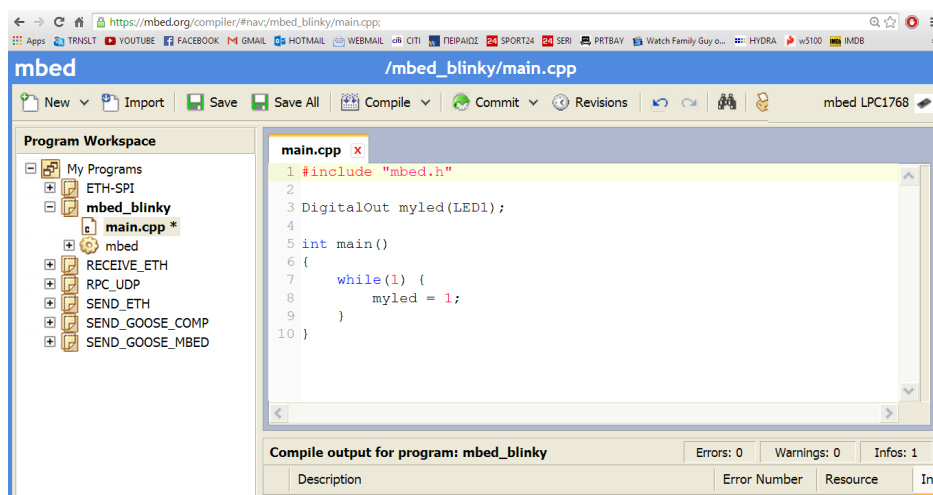 https://mbed.org/compiler/#nav;/mbed_blinky/main.cpp;
Apps TRNSLT YOUTUBE FACEBOOK GMAIL HOTMAIL WEBMAIL CITI ΠΕΙΡΑΙΩΣ SPORT24 SERI PRTBAY Watch Family Guy o... HYDRA w5100 IMDB
mbed /mbed_blinky/main.cpp
New Import Save Save All Compile Commit Revisions mbed LPC1768
Program Workspace
main.cpp x
My Programs
ETH-SPI
mbed_blinky
main.cpp *
mbed
RECEIVE_ETH
RPC_UDP
SEND_ETH
SEND_GOOSE_COMP
SEND_GOOSE_MBED
1 #include "mbed.h"
2
3 DigitalOut myled(LED1);
4
5 int main()
6 {
7 while(1) {
8 myled = 1;
9 }
10 }
Compile output for program: mbed_blinky Errors: 0 Warnings: 0 Infos: 1
Description Error Number Resource In